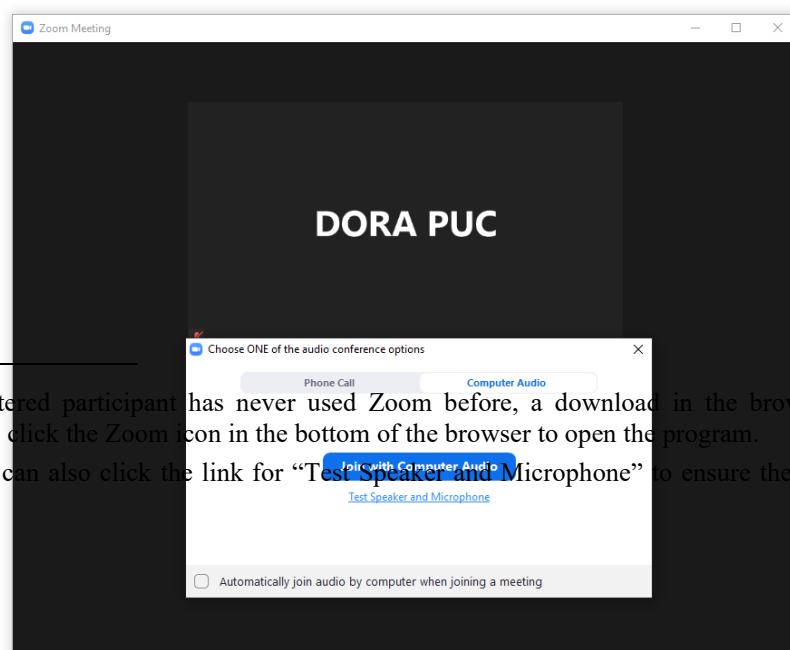 Zoom Meeting
DORA PUC
Choose ONE of the audio conference options
Phone Call Computer Audio
tered participant has never used Zoom before, a download in the brow
click the Zoom icon in the bottom of the browser to open the program.
Join with Computer Audio
can also click the link for “Test Speaker and Microphone” to ensure the
Test Speaker and Microphone
Automatically join audio by computer when joining a meeting